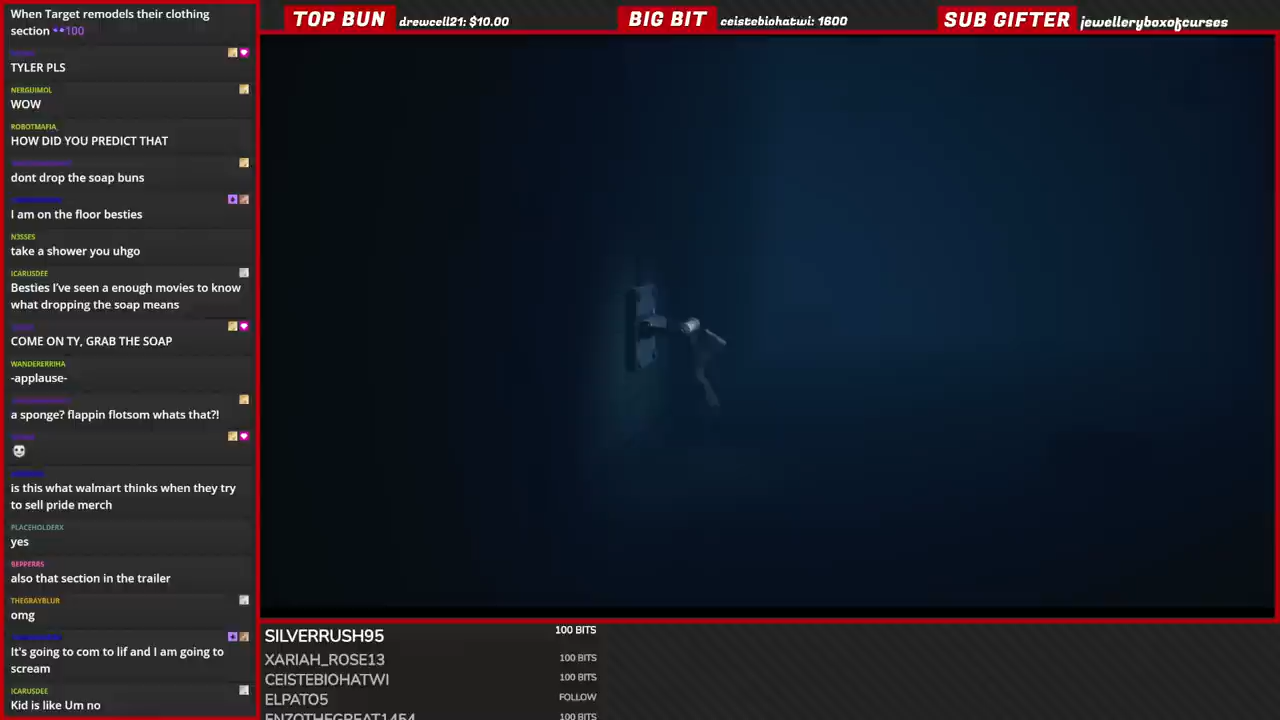 TOP BUN drewcell21: $10.00 BIG BIT ceistebiohatwi: 1600 SUB GIFTER jewelleryboxofcurses
When Target remodels their clothing
section 100
TYLER PLS
NERGUIMOL
WOW
ROBOTMAFIA_
HOW DID YOU PREDICT THAT
dont drop the soap buns
I am on the floor besties
N3SSES
take a shower you uhgo
ICARUSDEE
Besties I've seen a enough movies to know
what dropping the soap means
COME ON TY, GRAB THE SOAP
WANDERERRIHA
-applause-
a sponge? flappin flotsom whats that?!
is this what walmart thinks when they try
to sell pride merch
PLACEHOLDERX
yes
also that section in the trailer
THEGRAYBLUR
omg
It's going to com to lif and I am going to
scream
ICARUSDEE
Kid is like Um no
SILVERRUSH95 100 BITS
XARIAH_ROSE13 100 BITS
CEISTEBIOHATWI 100 BITS
ELPATO5 FOLLOW
ENZOTHEGREAT1454 100 BITS